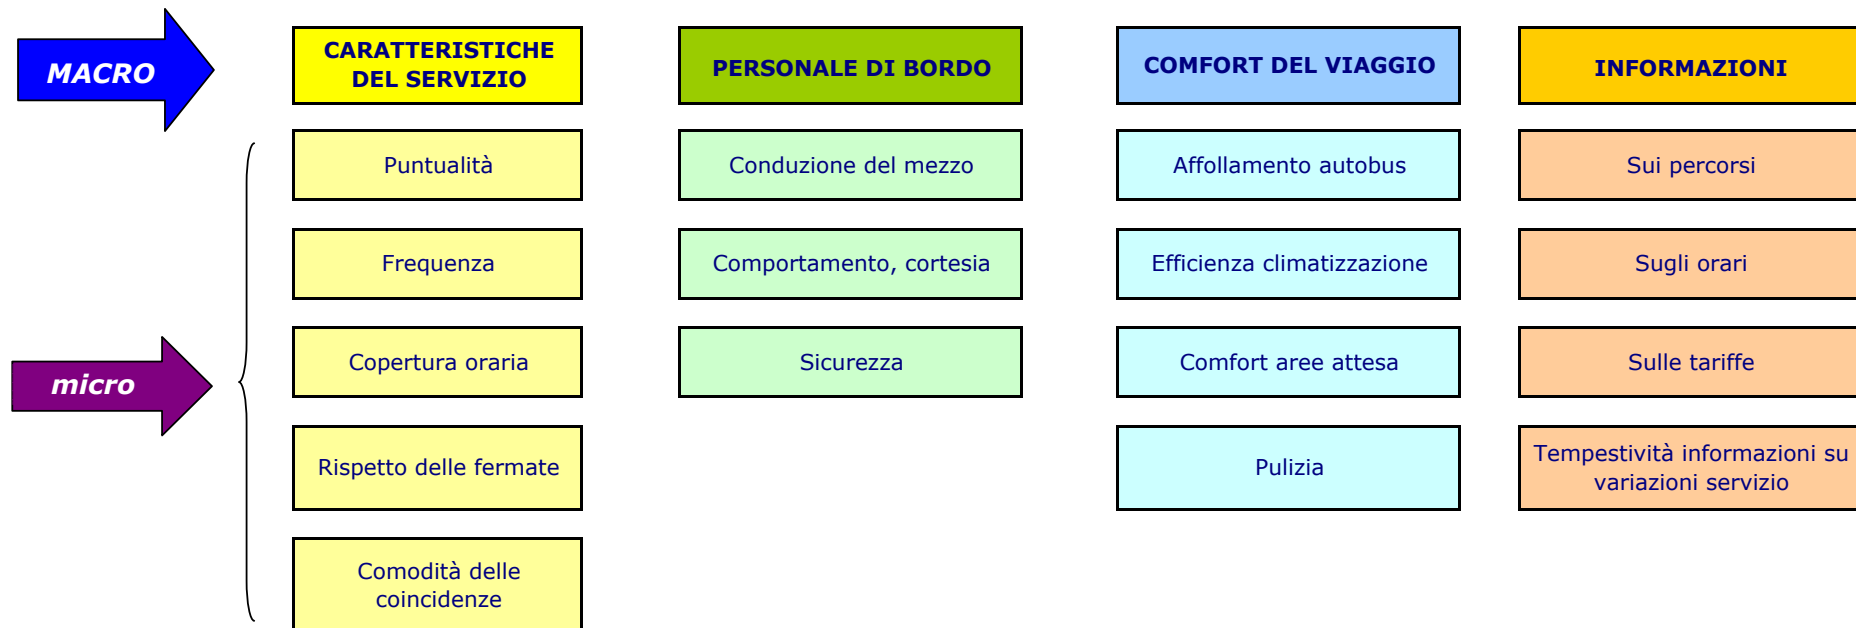 MACRO
CARATTERISTICHE
DEL SERVIZIO
PERSONALE DI BORDO
COMFORT DEL VIAGGIO
INFORMAZIONI
Puntualità
Conduzione del mezzo
Affollamento autobus
Sui percorsi
Frequenza
Comportamento, cortesia
Efficienza climatizzazione
Sugli orari
micro
Copertura oraria
Sicurezza
Comfort aree attesa
Sulle tariffe
Rispetto delle fermate
Pulizia
Tempestività informazioni su
variazioni servizio
Comodità delle
coincidenze